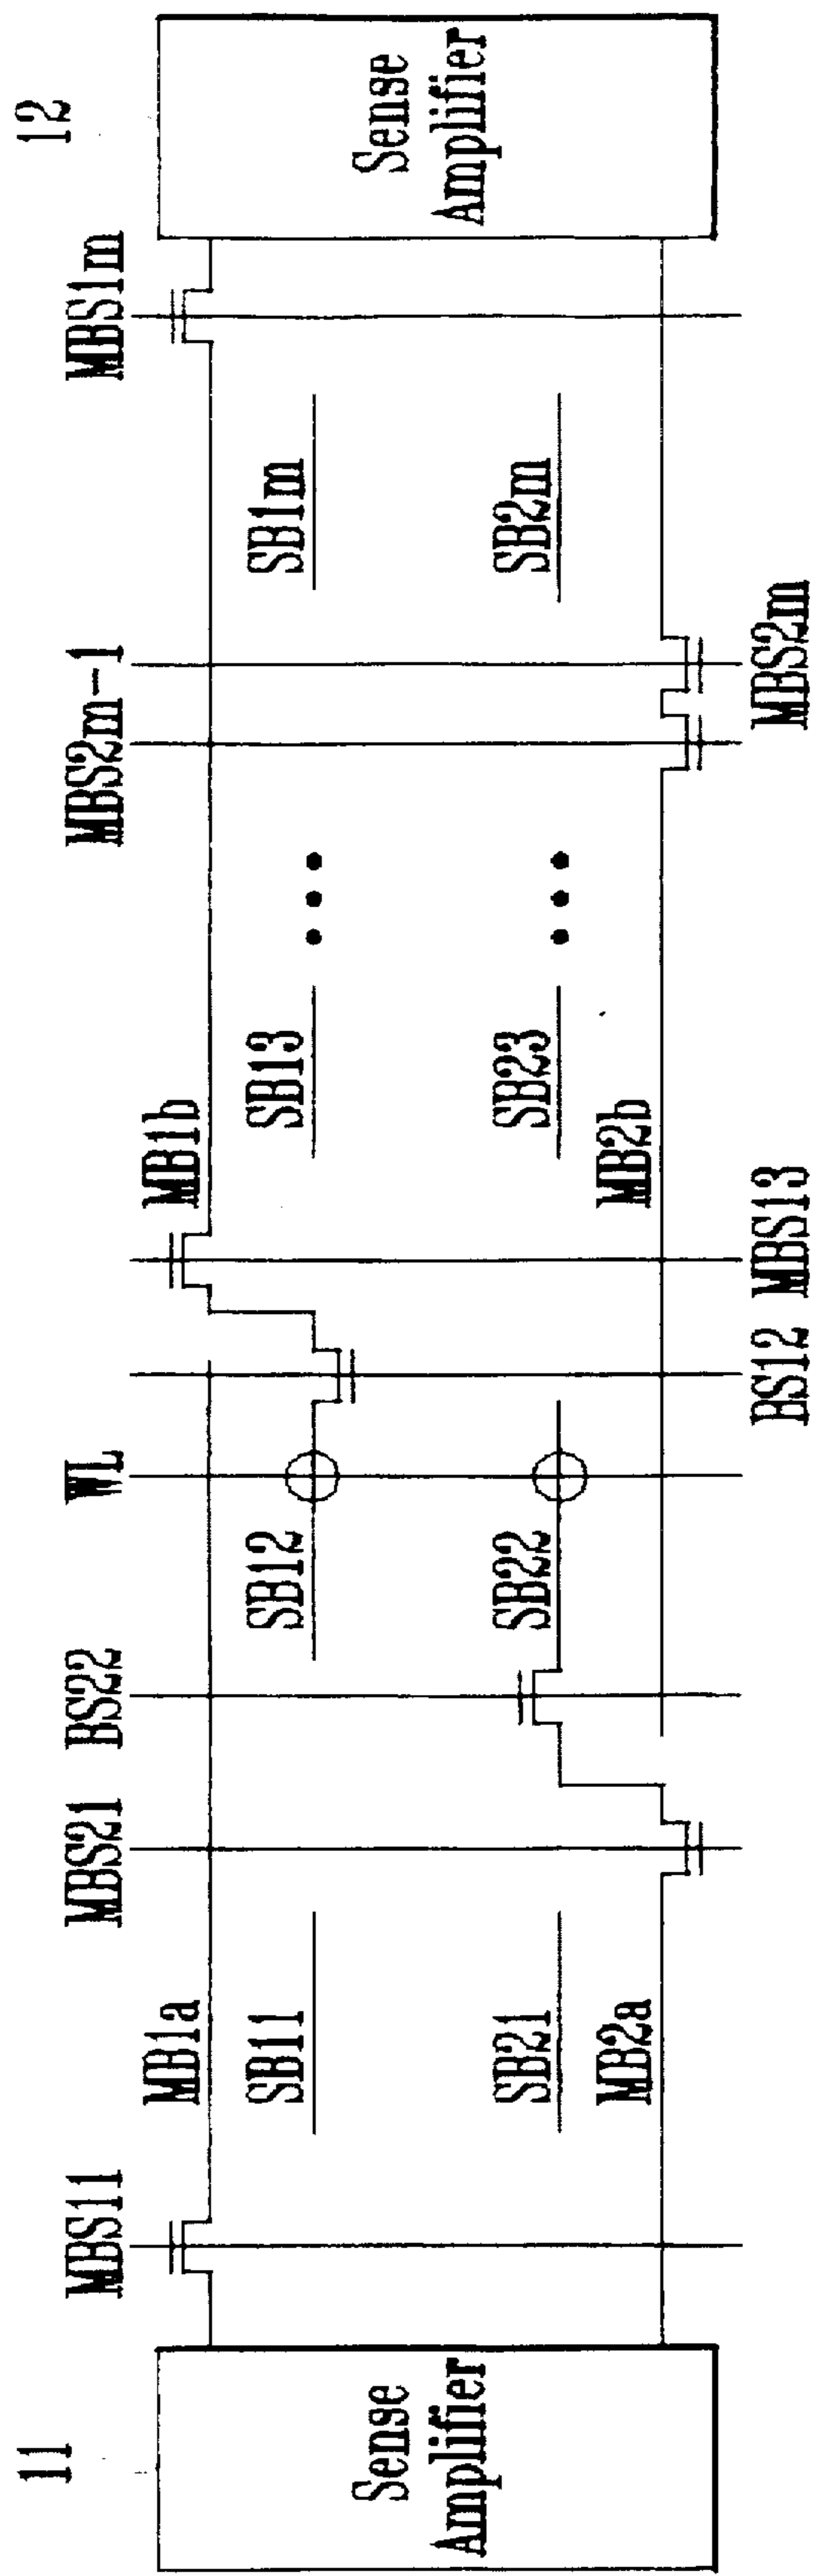 11
12
Sense
Amplifier
Sense
Amplifier
MBS11
MBS21
BS22
WL
MBS2m-1
MBS1m
MB1a
MB1b
SB11
SB12
SB13
SB1m
SB21
SB22
SB23
SB2m
MB2a
MB2b
BS12
MBS13
MBS2m